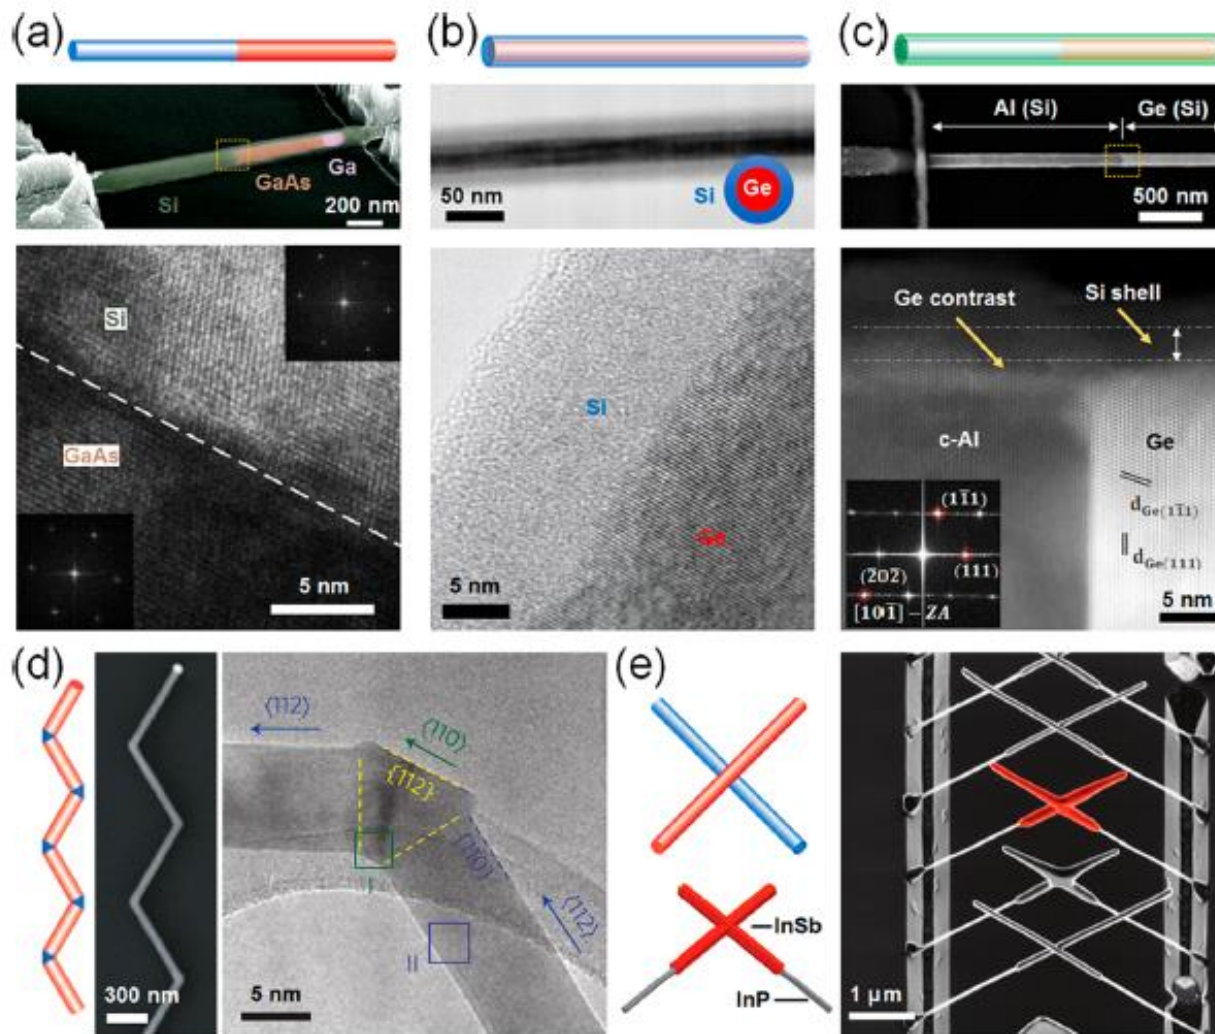 (a)
Si
GaAs
Ga
200 nm
Si
GaAs
5 nm
(b)
50 nm
Si
Ge
Si
Ge
5 nm
(c)
Al (Si)
Ge (Si)
500 nm
Ge contrast
Si shell
c-Al
Ge
d_Ge(11̅1)
d_Ge(111)
(11̅1)
(111)
(2̅02̅)
[101̅] – ZA
5 nm
(d)
300 nm
⟨112⟩
⟨110⟩
{112}
{110}
⟨112⟩
I
II
5 nm
(e)
InSb
InP
1 µm